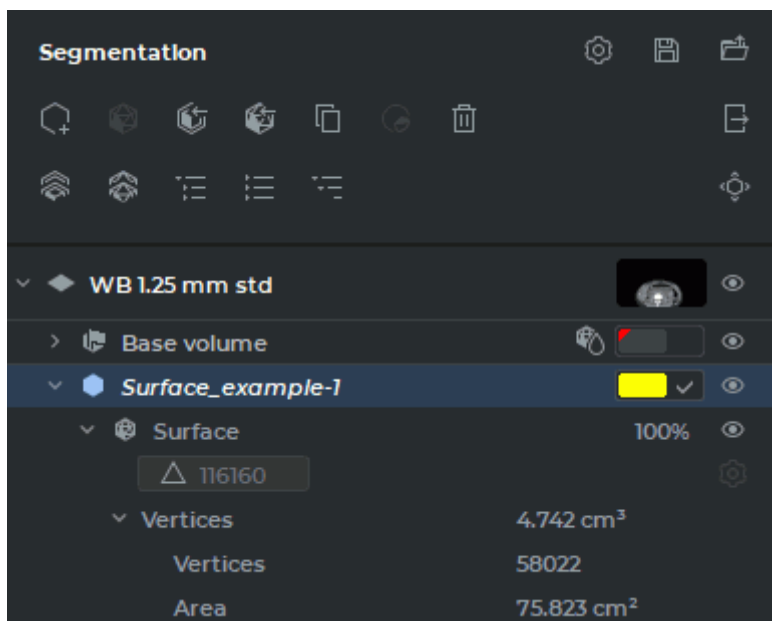 Segmentation
WB 1.25 mm std
Base volume
Surface_example-1
Surface 100%
116160
Vertices 4.742 cm³
Vertices 58022
Area 75.823 cm²